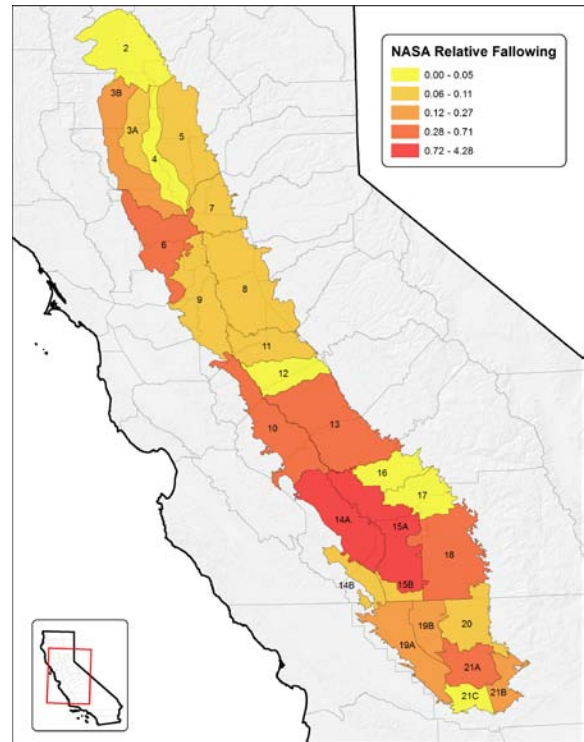 NASA Relative Fallowing
0.00 - 0.05
0.06 - 0.11
0.12 - 0.27
0.28 - 0.71
0.72 - 4.28
2
3B
3A
5
4
7
6
8
9
11
12
10
13
16
17
14A
15A
18
14B
15B
20
19B
19A
21A
21B
21C